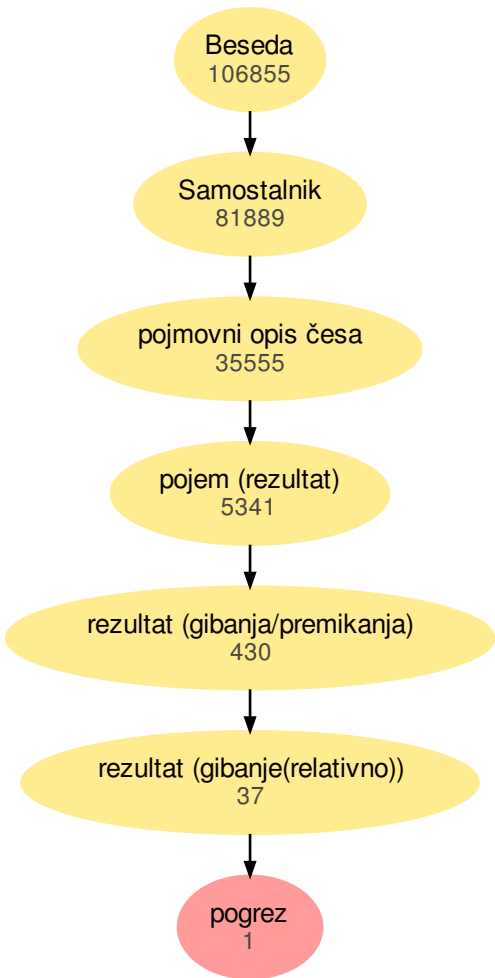 Beseda
106855
Samostalnik
81889
pojmovni opis česa
35555
pojem (rezultat)
5341
rezultat (gibanja/premikanja)
430
rezultat (gibanje(relativno))
37
pogrez
1